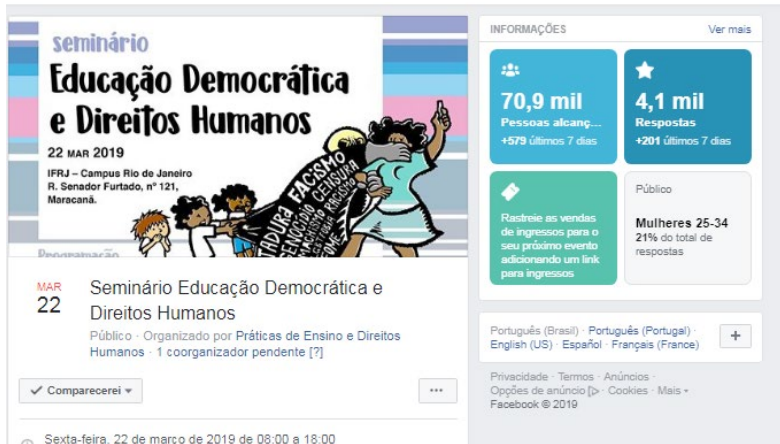 seminário
Educação Democrática
e Direitos Humanos
22 MAR 2019
IFRJ – Campus Rio de Janeiro
R. Senador Furtado, nº 121,
Maracanã.
DITADURA FACISMO
GENOCÍDIO CENSURA
Programação
MAR
22
Seminário Educação Democrática e
Direitos Humanos
Público · Organizado por Práticas de Ensino e Direitos
Humanos · 1 coorganizador pendente [?]
✓ Comparecerei ▾
···
Sexta-feira, 22 de março de 2019 de 08:00 a 18:00
INFORMAÇÕES
Ver mais
70,9 mil
Pessoas alcanç...
+579 últimos 7 dias
4,1 mil
Respostas
+201 últimos 7 dias
Rastreie as vendas
de ingressos para o
seu próximo evento
adicionando um link
para ingressos
Público
Mulheres 25-34
21% do total de
respostas
Português (Brasil) · Português (Portugal) ·
English (US) · Español · Français (France)
+
Privacidade · Termos · Anúncios ·
Opções de anúncio · Cookies · Mais ▾
Facebook © 2019